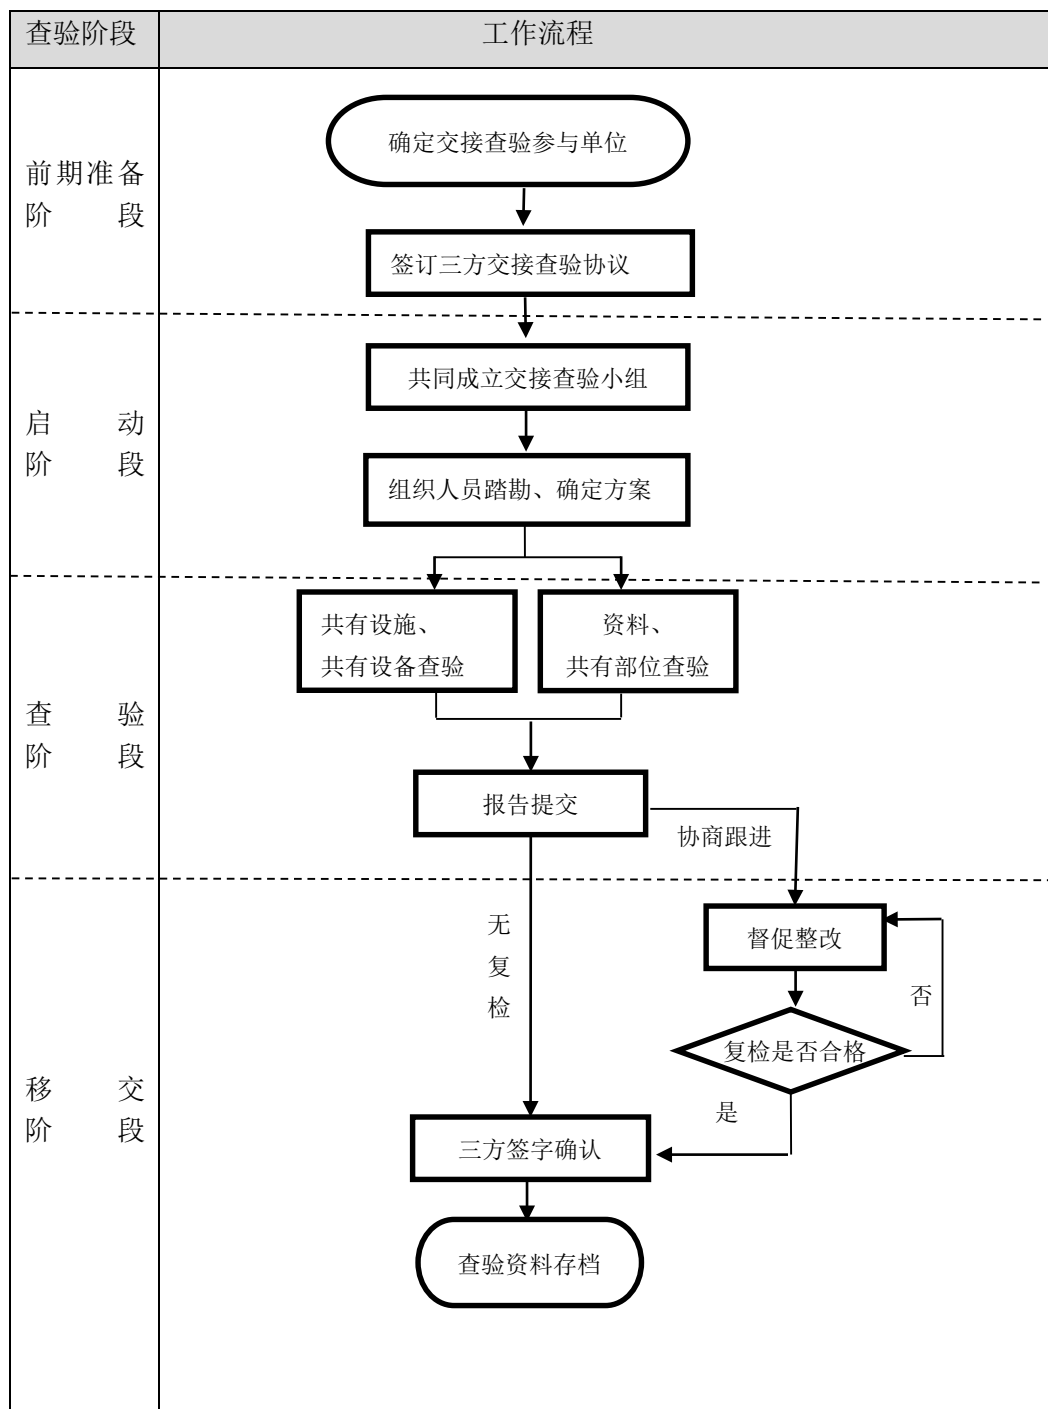 查验阶段
工作流程
前期准备
阶段
确定交接查验参与单位
签订三方交接查验协议
启动
阶段
共同成立交接查验小组
组织人员踏勘、确定方案
查验
阶段
共有设施、
共有设备查验
资料、
共有部位查验
报告提交
协商跟进
移交
阶段
无
复
检
督促整改
否
复检是否合格
是
三方签字确认
查验资料存档